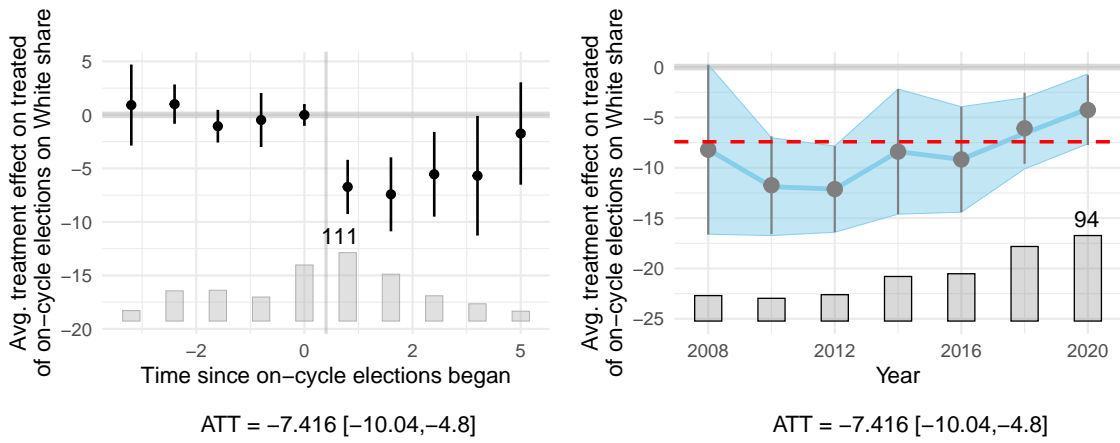 Avg. treatment effect on treated
of on−cycle elections on White share
5
0
−5
−10
−15
−20
111
−2
0
2
5
Time since on−cycle elections began
ATT = −7.416 [−10.04,−4.8]
Avg. treatment effect on treated
of on−cycle elections on White share
0
−5
−10
−15
−20
−25
94
2008
2012
2016
2020
Year
ATT = −7.416 [−10.04,−4.8]